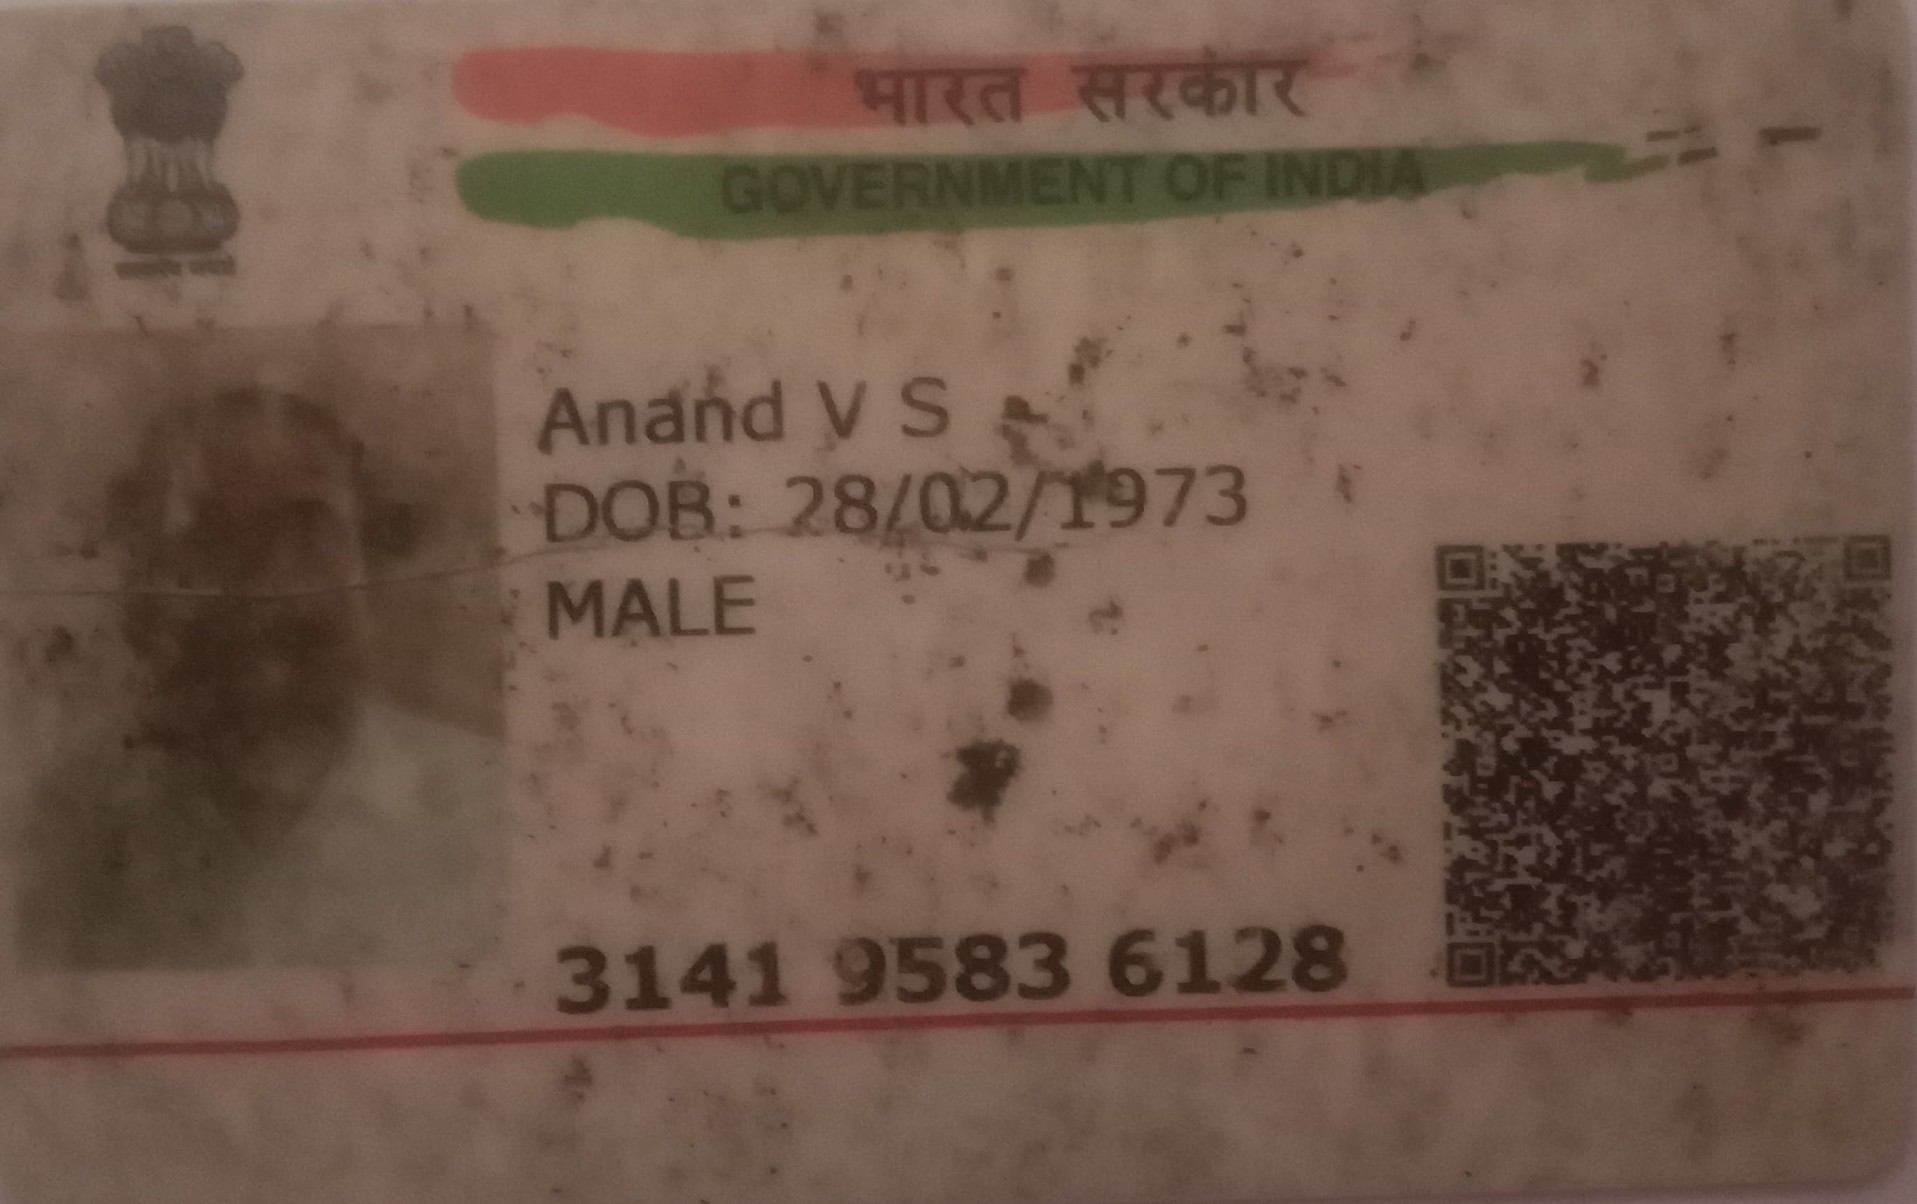 भारत सरकार
GOVERNMENT OF INDIA
Anand V S
DOB: 28/02/1973
MALE
3141 9583 6128